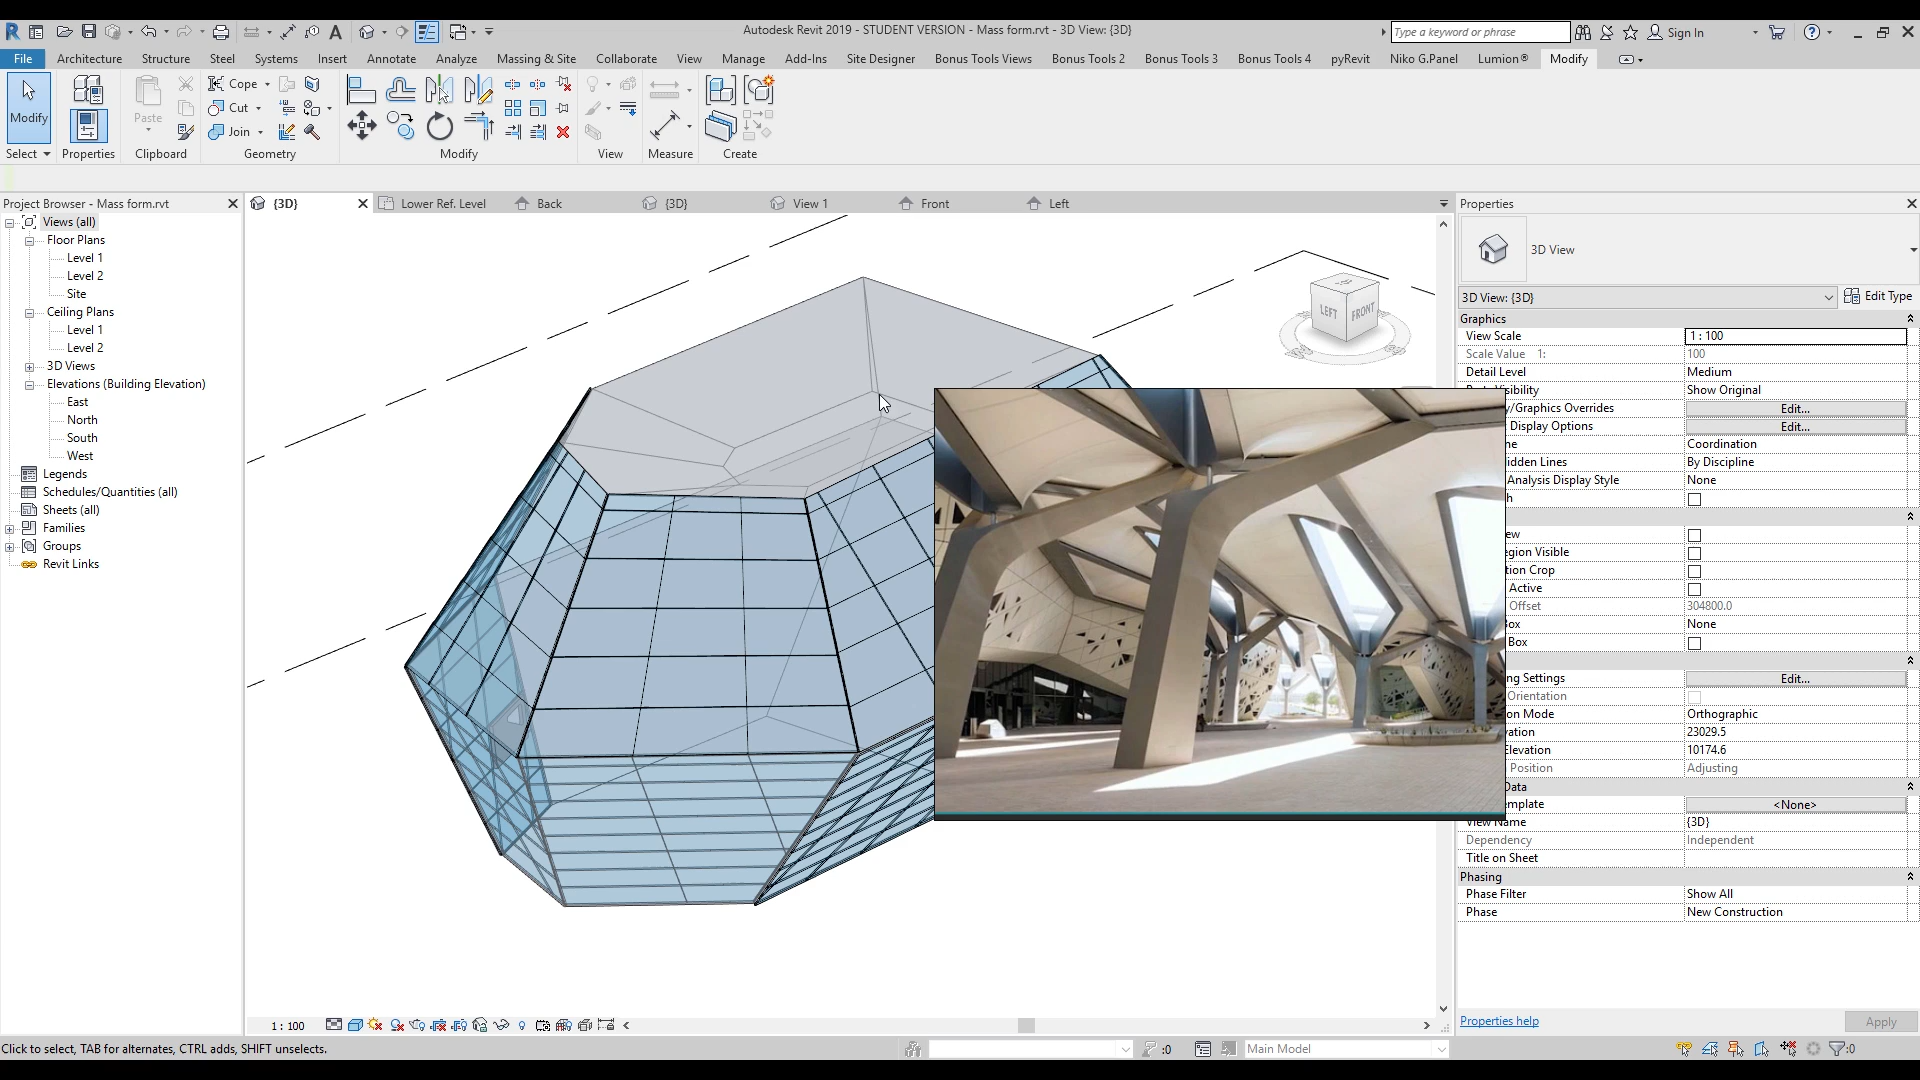 Autodesk Revit 2019 - STUDENT VERSION - Mass form.rvt - 3D View: {3D}
Type a keyword or phrase
Sign In
File Architecture Structure Steel Systems Insert Annotate Analyze Massing & Site Collaborate View Manage Add-Ins Site Designer Bonus Tools Views Bonus Tools 2 Bonus Tools 3 Bonus Tools 4 pyRevit Niko G.Panel Lumion® Modify
Modify
Paste
Cope
Cut
Join
Select Properties Clipboard Geometry Modify View Measure Create
Project Browser - Mass form.rvt
Views (all)
Floor Plans
Level 1
Level 2
Site
Ceiling Plans
Level 1
Level 2
3D Views
Elevations (Building Elevation)
East
North
South
West
Legends
Schedules/Quantities (all)
Sheets (all)
Families
Groups
Revit Links
{3D} Lower Ref. Level Back {3D} View 1 Front Left
LEFT FRONT
Properties
3D View
3D View: {3D} Edit Type
Graphics
View Scale 1 : 100
Scale Value 1: 100
Detail Level Medium
Visibility Show Original
y/Graphics Overrides Edit...
Display Options Edit...
ne Coordination
idden Lines By Discipline
Analysis Display Style None
h
ew
egion Visible
tion Crop
Active
Offset 304800.0
Box None
Box
ng Settings Edit...
Orientation
on Mode Orthographic
vation 23029.5
Elevation 10174.6
Position Adjusting
Data
emplate <None>
View Name {3D}
Dependency Independent
Title on Sheet
Phasing
Phase Filter Show All
Phase New Construction
Properties help Apply
1 : 100
Click to select, TAB for alternates, CTRL adds, SHIFT unselects.
:0
Main Model
:0